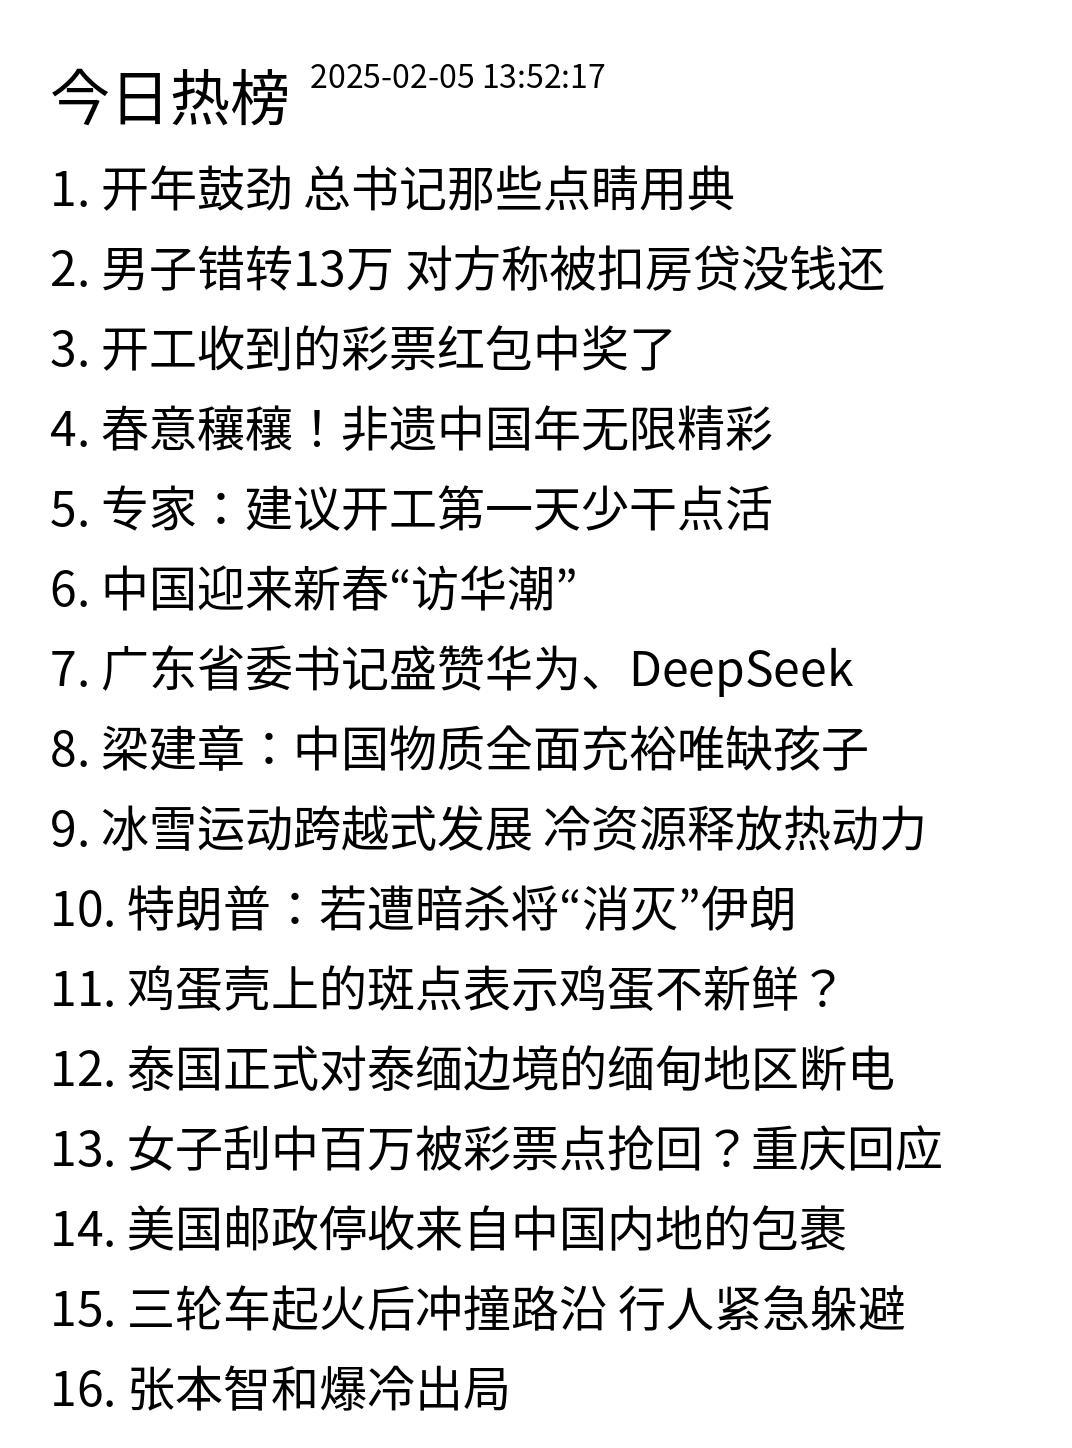 今日热榜 2025-02-05 13:52:17
1. 开年鼓劲 总书记那些点睛用典
2. 男子错转13万 对方称被扣房贷没钱还
3. 开工收到的彩票红包中奖了
4. 春意穰穰！非遗中国年无限精彩
5. 专家：建议开工第一天少干点活
6. 中国迎来新春“访华潮”
7. 广东省委书记盛赞华为、DeepSeek
8. 梁建章：中国物质全面充裕唯缺孩子
9. 冰雪运动跨越式发展 冷资源释放热动力
10. 特朗普：若遭暗杀将“消灭”伊朗
11. 鸡蛋壳上的斑点表示鸡蛋不新鲜？
12. 泰国正式对泰缅边境的缅甸地区断电
13. 女子刮中百万被彩票点抢回？重庆回应
14. 美国邮政停收来自中国内地的包裹
15. 三轮车起火后冲撞路沿 行人紧急躲避
16. 张本智和爆冷出局